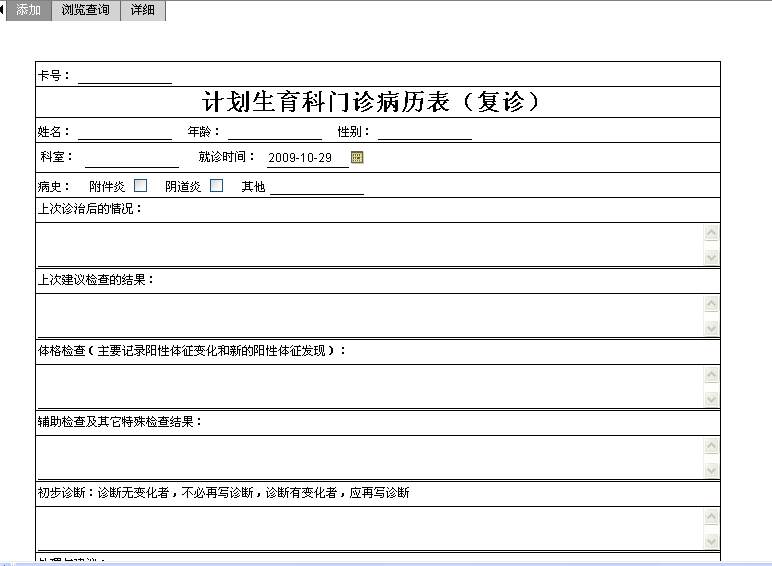 添加 浏览查询 详细
卡号：
计划生育科门诊病历表（复诊）
姓名： 年龄： 性别：
科室： 就诊时间： 2009-10-29
病史： 附件炎 阴道炎 其他
上次诊治后的情况：
上次建议检查的结果：
体格检查（主要记录阳性体征变化和新的阳性体征发现）：
辅助检查及其它特殊检查结果：
初步诊断：诊断无变化者，不必再写诊断，诊断有变化者，应再写诊断
处理与建议：